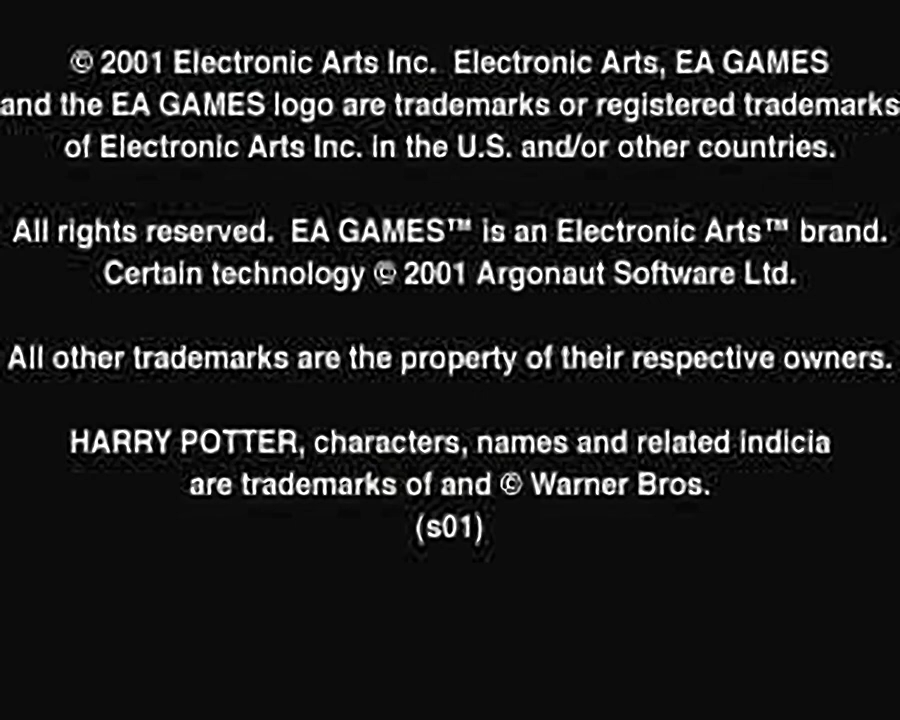 © 2001 Electronic Arts Inc.  Electronic Arts, EA GAMES
and the EA GAMES logo are trademarks or registered trademarks
of Electronic Arts Inc. in the U.S. and/or other countries.
All rights reserved.  EA GAMES™ is an Electronic Arts™ brand.
Certain technology © 2001 Argonaut Software Ltd.
All other trademarks are the property of their respective owners.
HARRY POTTER, characters, names and related indicia
are trademarks of and © Warner Bros.
(s01)